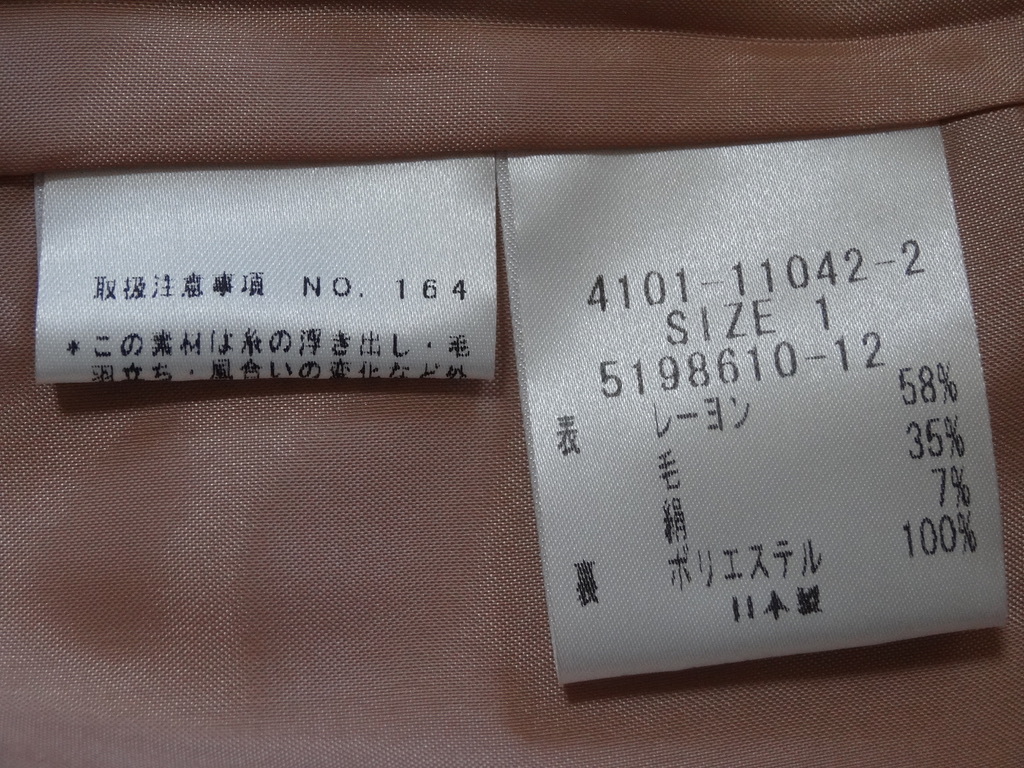 取扱注意事項 NO. 164
*この素材は糸の浮き出し・毛
羽立ち・風合いの変化など外
4101-11042-2
SIZE 1
5198610-12
表 レーヨン 58%
毛 35%
絹 7%
裏 ポリエステル 100%
日本製